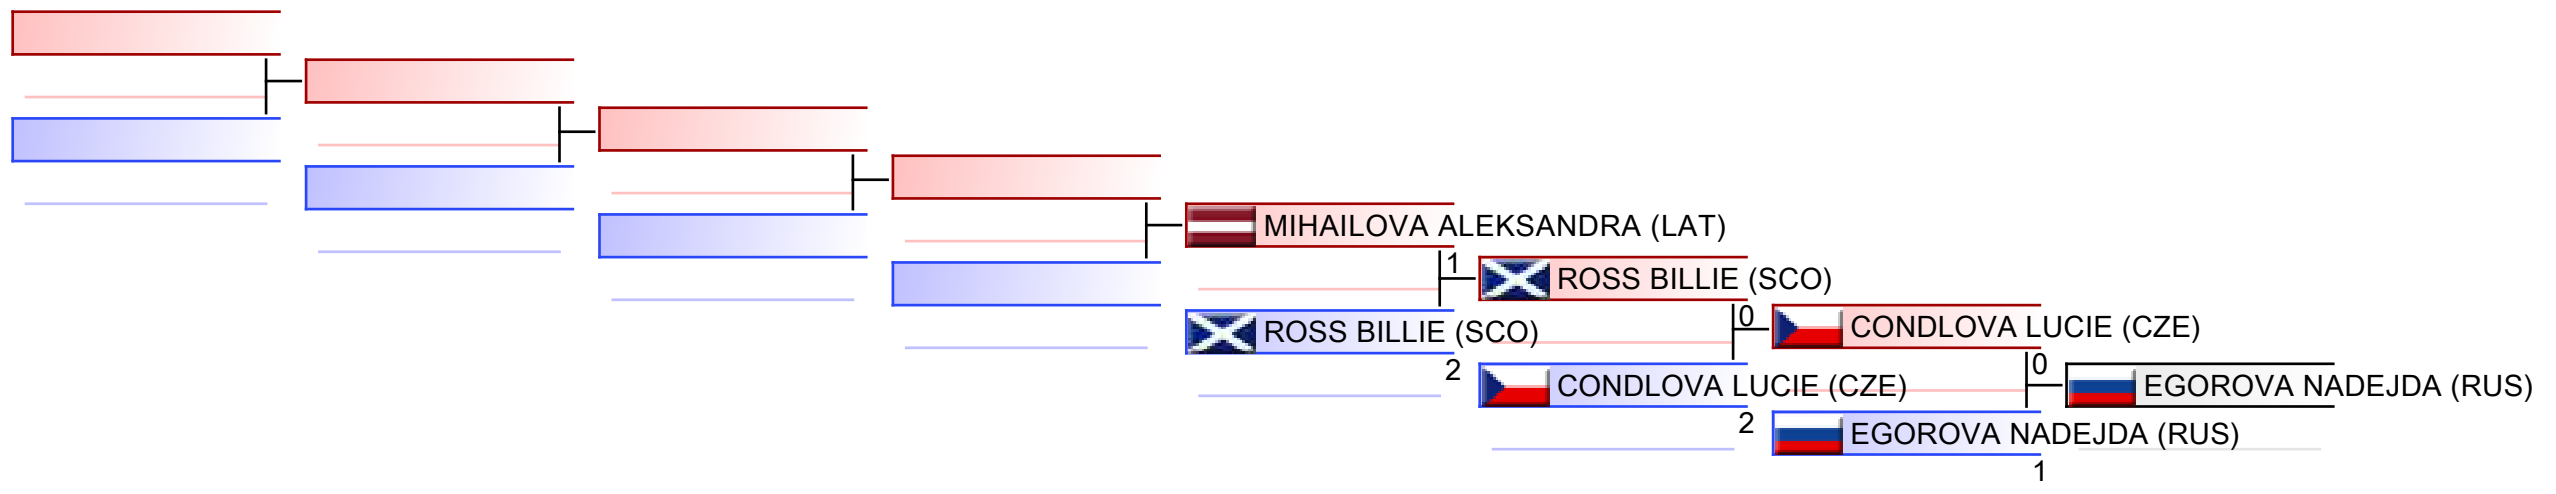 MIHAILOVA ALEKSANDRA (LAT)
1
ROSS BILLIE (SCO)
ROSS BILLIE (SCO)
2
0
CONDLOVA LUCIE (CZE)
CONDLOVA LUCIE (CZE)
2
0
EGOROVA NADEJDA (RUS)
EGOROVA NADEJDA (RUS)
1